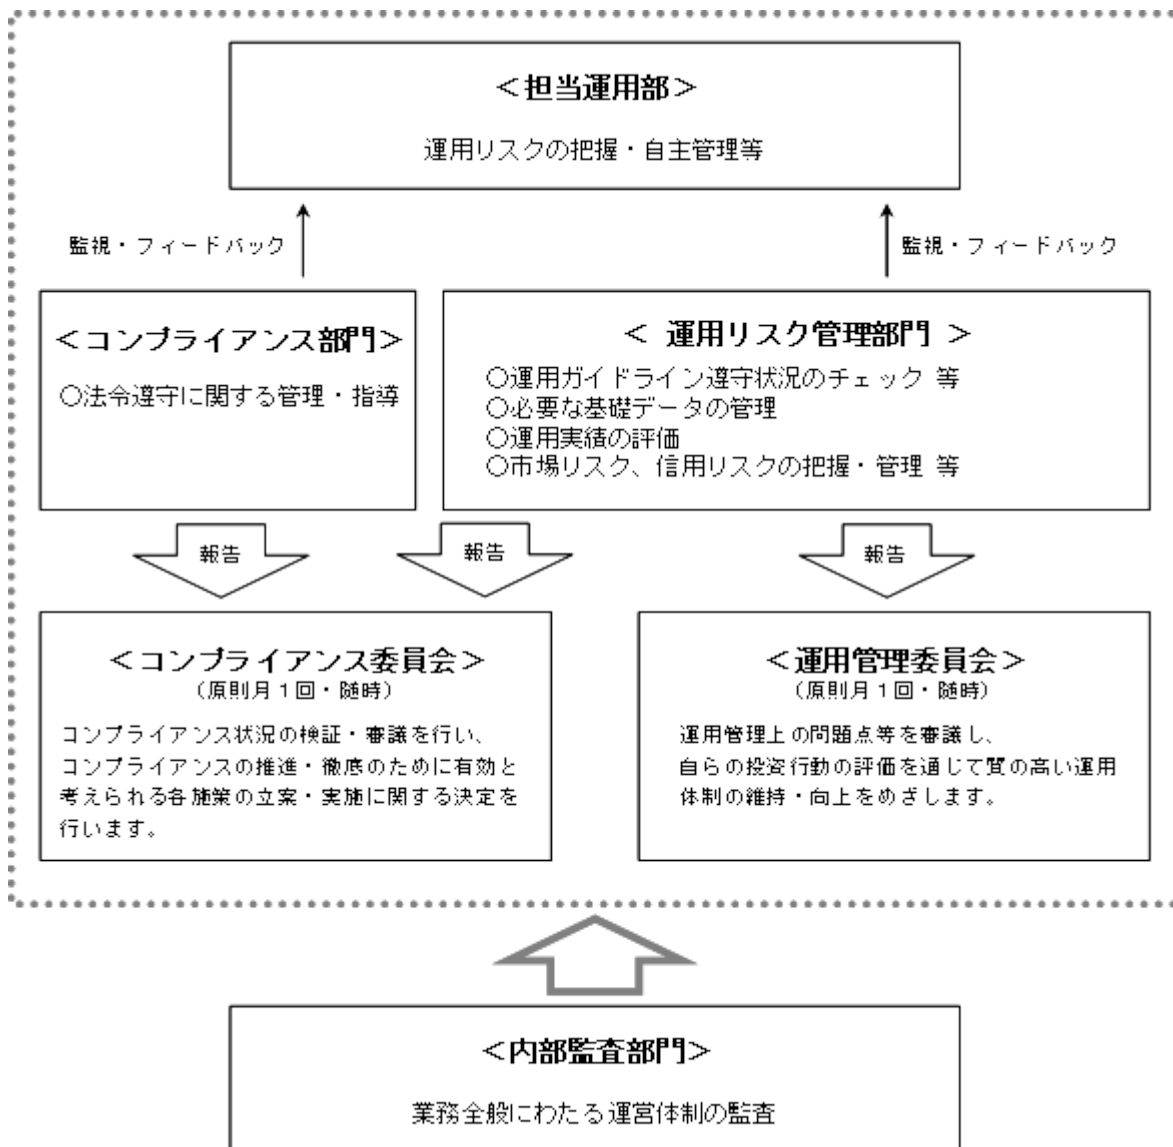 ＜担当運用部＞
運用リスクの把握・自主管理等
監視・フィードバック
監視・フィードバック
＜コンプライアンス部門＞
○法令遵守に関する管理・指導
＜ 運用リスク管理部門 ＞
○運用ガイドライン遵守状況のチェック 等
○必要な基礎データの管理
○運用実績の評価
○市場リスク、信用リスクの把握・管理 等
報告
報告
報告
＜コンプライアンス委員会＞
（原則月１回・随時）
コンプライアンス状況の検証・審議を行い、
コンプライアンスの推進・徹底のために有効と
考えられる各施策の立案・実施に関する決定を
行います。
＜運用管理委員会＞
（原則月１回・随時）
運用管理上の問題点等を審議し、
自らの投資行動の評価を通じて質の高い運用
体制の維持・向上をめざします。
＜内部監査部門＞
業務全般にわたる運営体制の監査